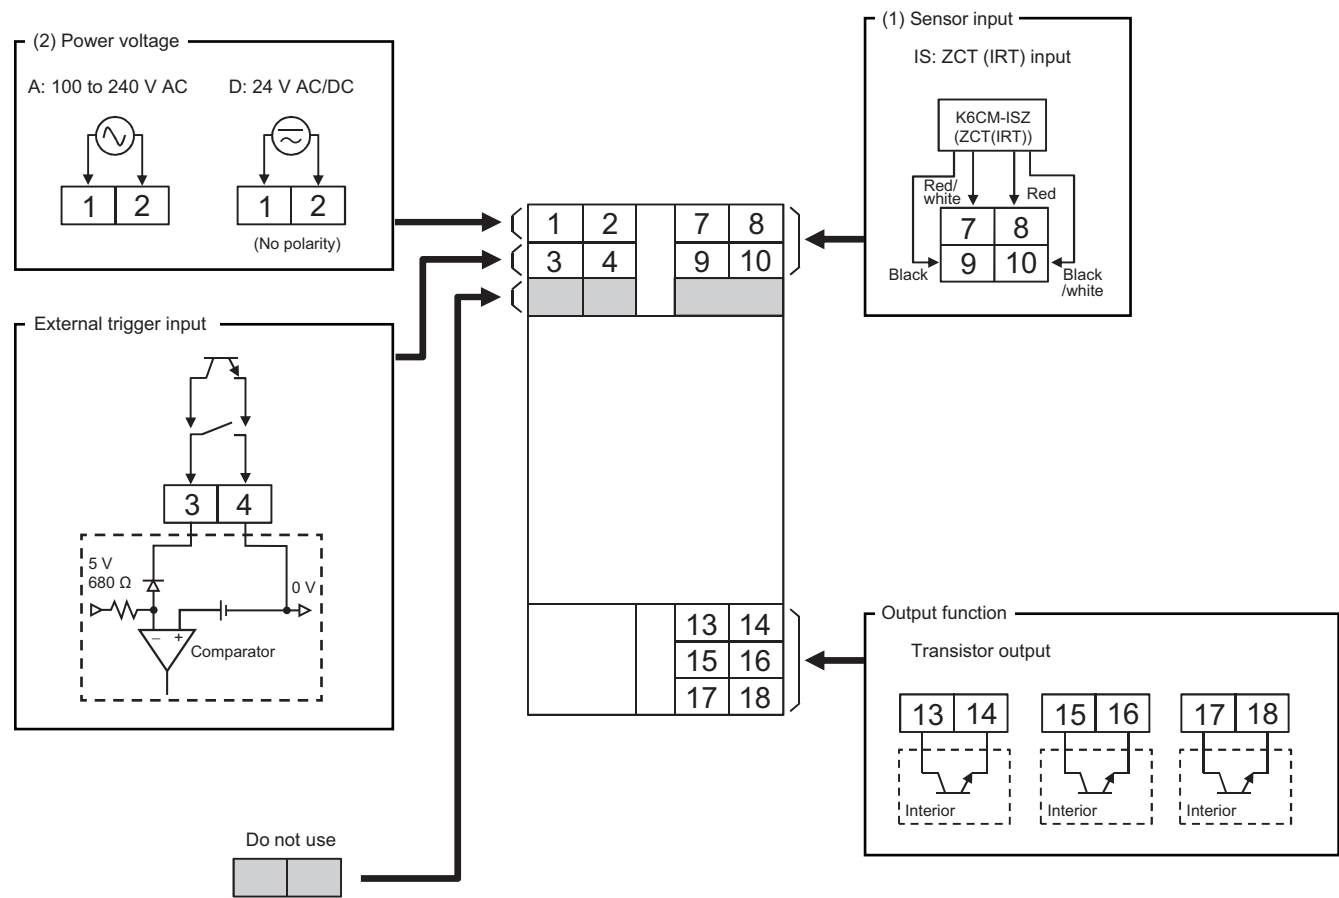 (2) Power voltage
A: 100 to 240 V AC
D: 24 V AC/DC
1 2
1 2
(No polarity)
External trigger input
3 4
5 V
680 Ω
0 V
− +
Comparator
Do not use
1 2 7 8
3 4 9 10
13 14
15 16
17 18
(1) Sensor input
IS: ZCT (IRT) input
K6CM-ISZ
(ZCT(IRT))
Red/
white
Red
7 8
9 10
Black
Black
/white
Output function
Transistor output
13 14
Interior
15 16
Interior
17 18
Interior